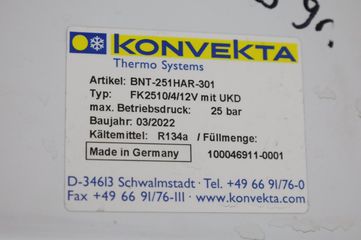 gr.
KONVEKTA
Thermo Systems
Artikel: BNT-251HAR-301
Typ: FK2510/4/12V mit UKD
max. Betriebsdruck: 25 bar
Baujahr: 03/2022
Kältemittel: R134a / Füllmenge:
Made in Germany 100046911-0001
D-34613 Schwalmstadt · Tel. +49 66 91/76-0
Fax +49 66 91/76-111 · www.konvekta.com